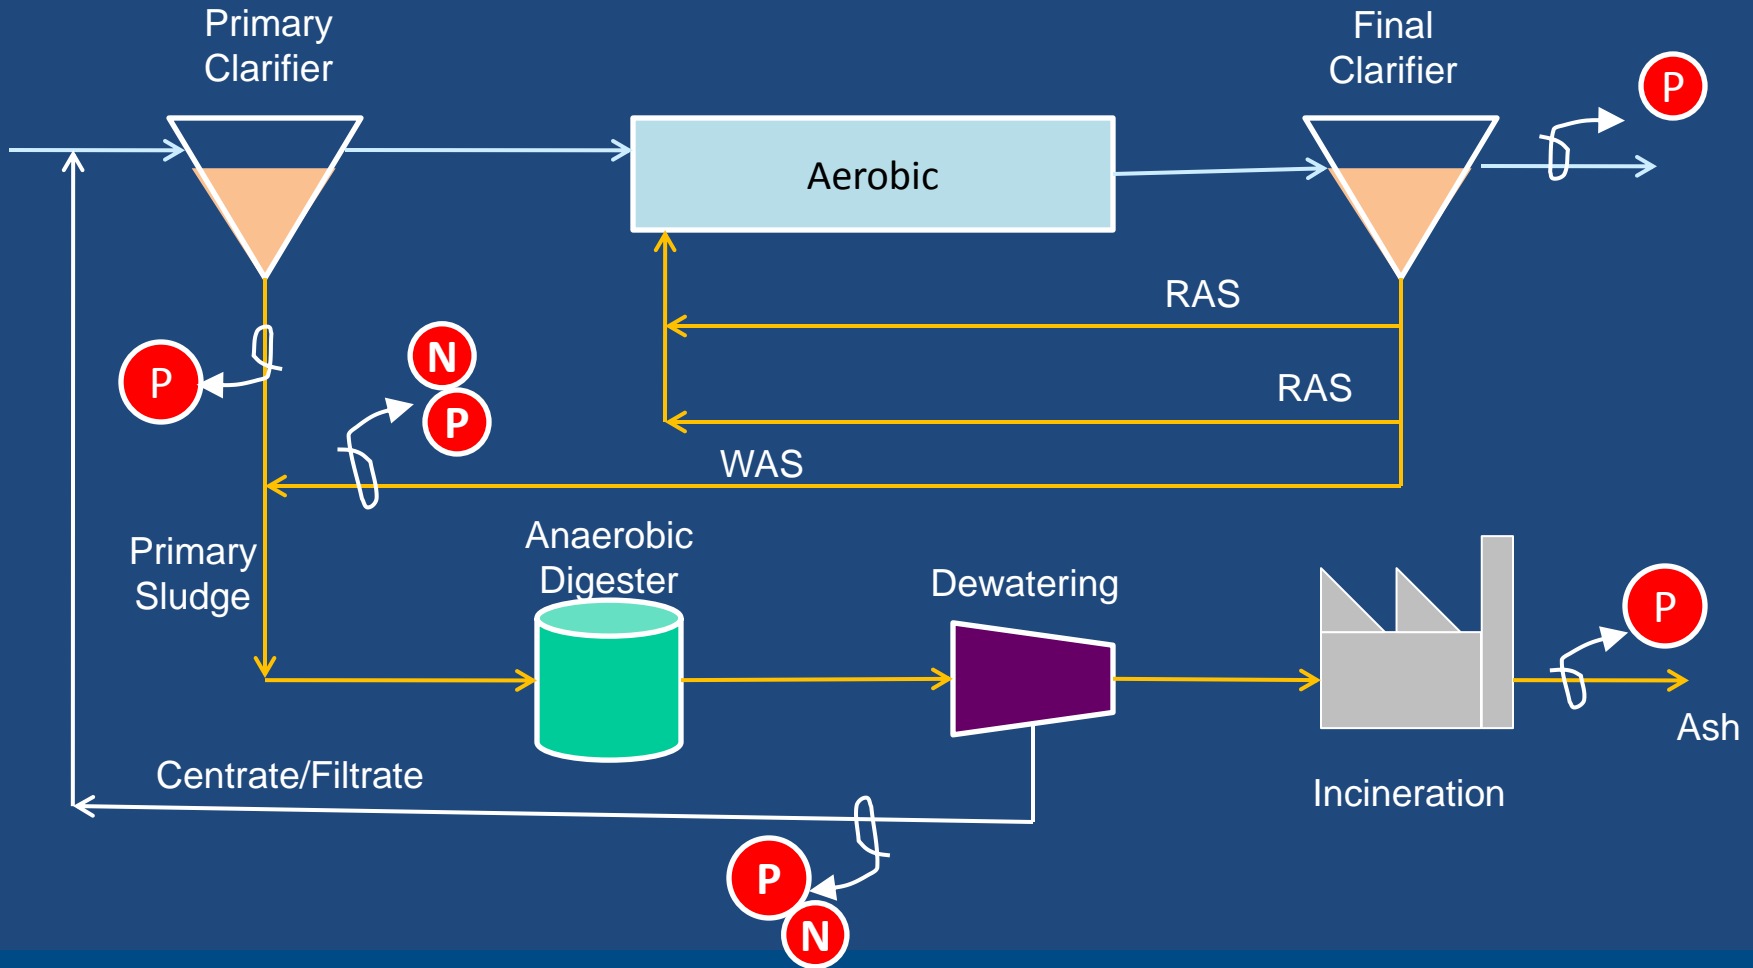 Primary
Clarifier
Final
Clarifier
P
Aerobic
RAS
P
N
P
RAS
WAS
Primary
Sludge
Anaerobic
Digester
Dewatering
P
Ash
Centrate/Filtrate
Incineration
P
N